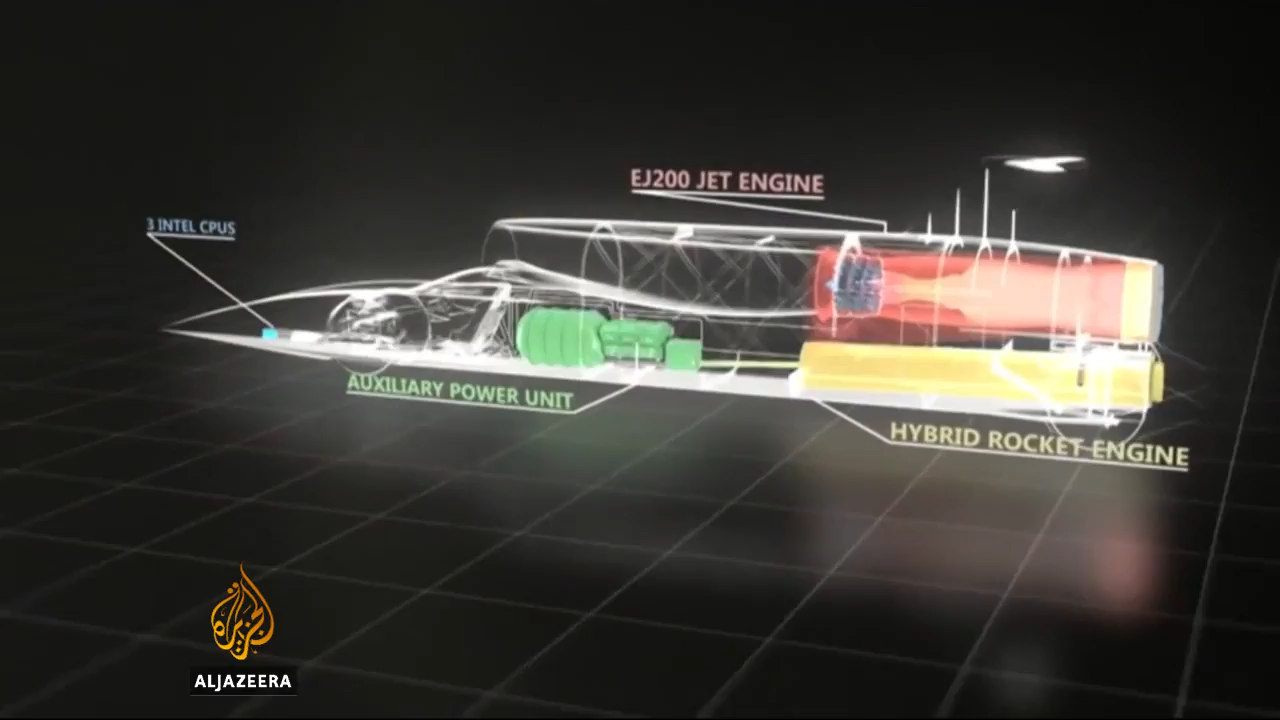 EJ200 JET ENGINE
3 INTEL CPUS
AUXILIARY POWER UNIT
HYBRID ROCKET ENGINE
الجزيرة
ALJAZEERA